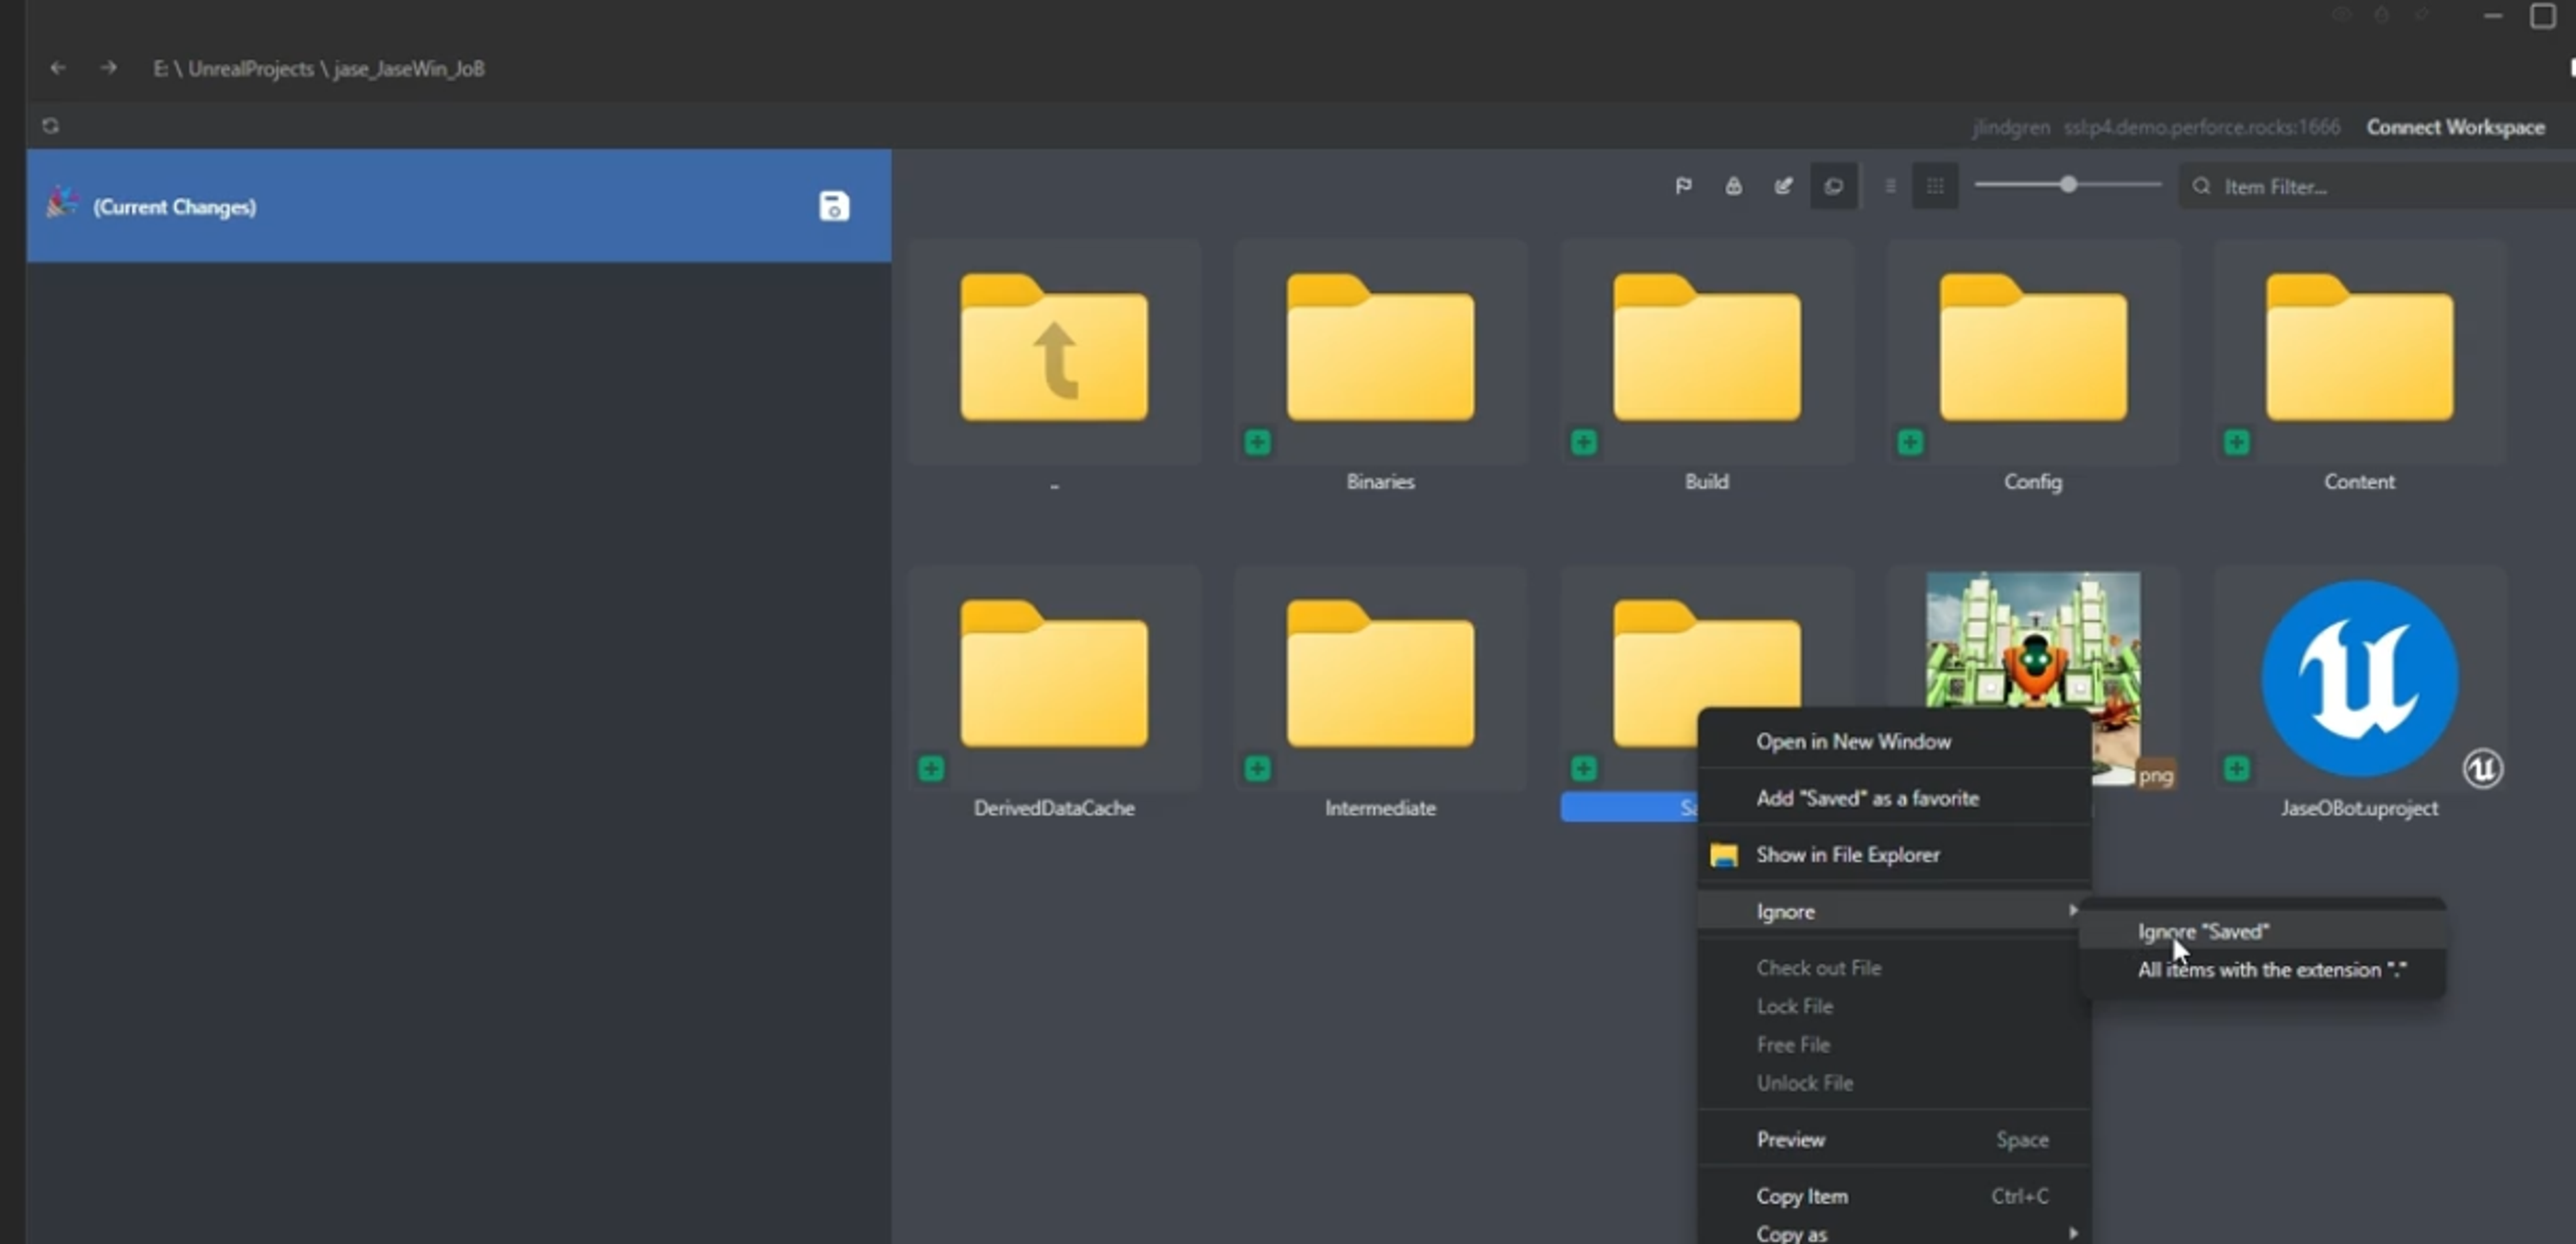 E: \ UnrealProjects \ jase_JaseWin_JoB
jlindgren ssl:p4.demo.perforce.rocks:1666 Connect Workspace
(Current Changes)
Item Filter...
..
Binaries
Build
Config
Content
DerivedDataCache
Intermediate
JaseOBot.uproject
png
Open in New Window
Add "Saved" as a favorite
Show in File Explorer
Ignore
Ignore "Saved"
All items with the extension "."
Check out File
Lock File
Free File
Unlock File
Preview Space
Copy Item Ctrl+C
Copy as